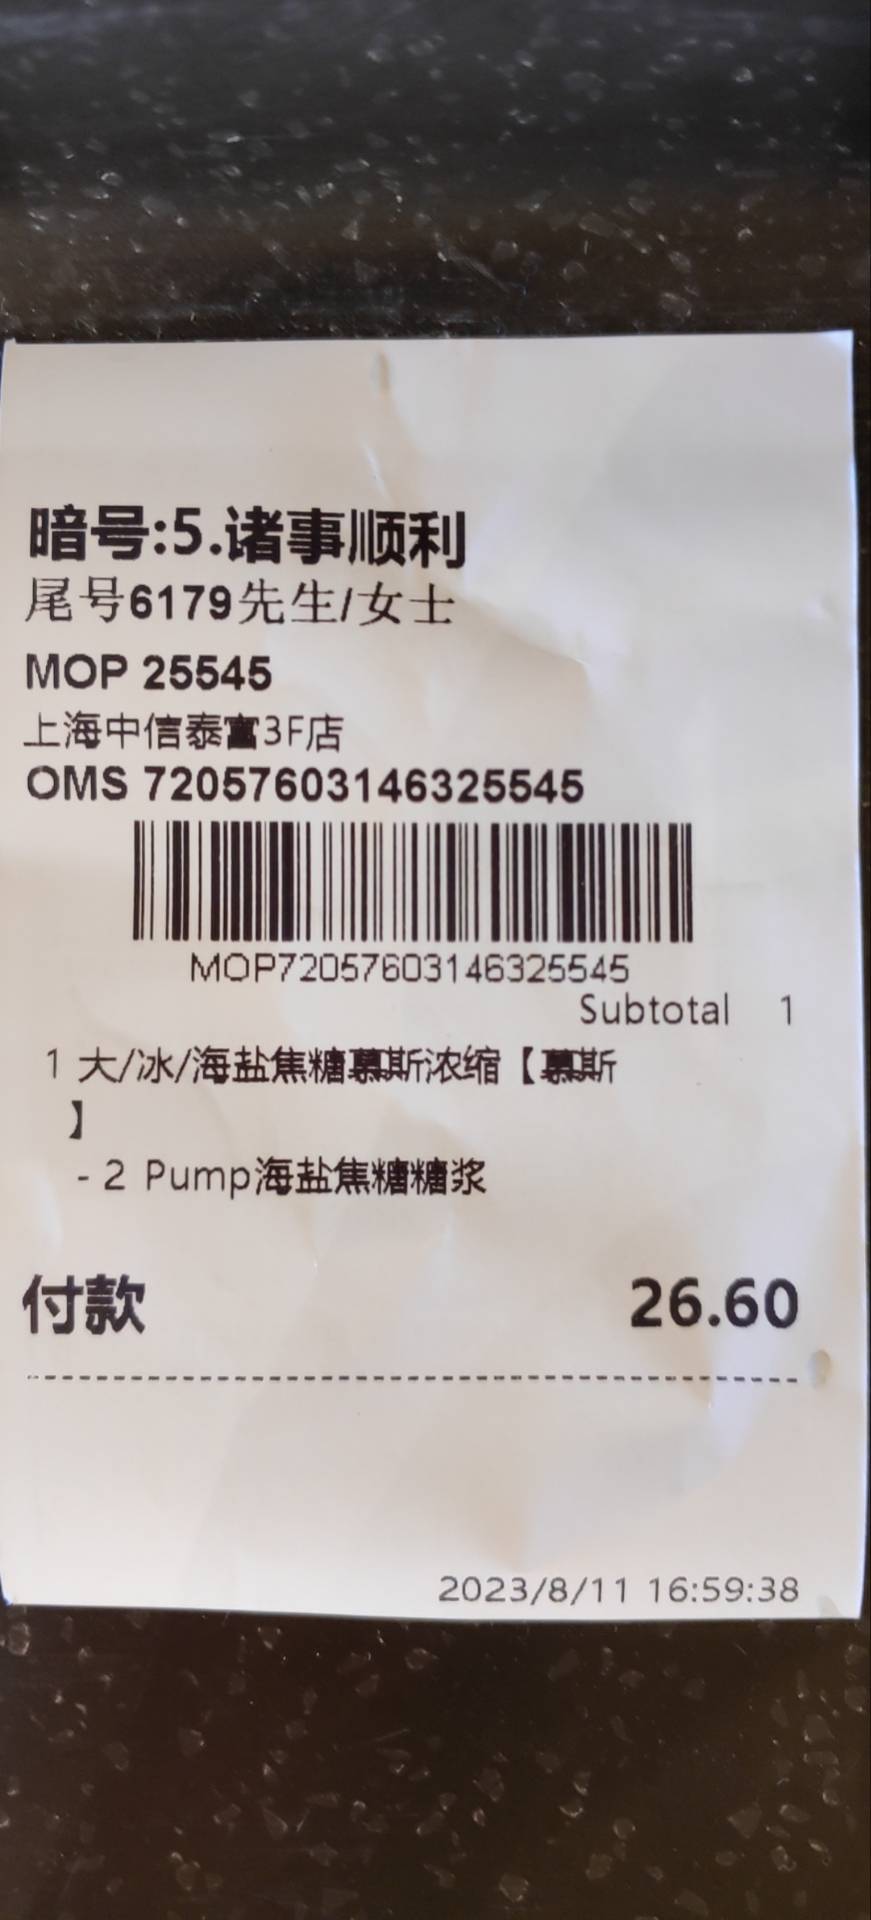 暗号:5.诸事顺利
尾号6179先生/女士
MOP 25545
上海中信泰富3F店
OMS 72057603146325545
MOP72057603146325545
Subtotal 1
1 大/冰/海盐焦糖慕斯浓缩【慕斯
】
- 2 Pump海盐焦糖糖浆
付款 26.60
2023/8/11 16:59:38